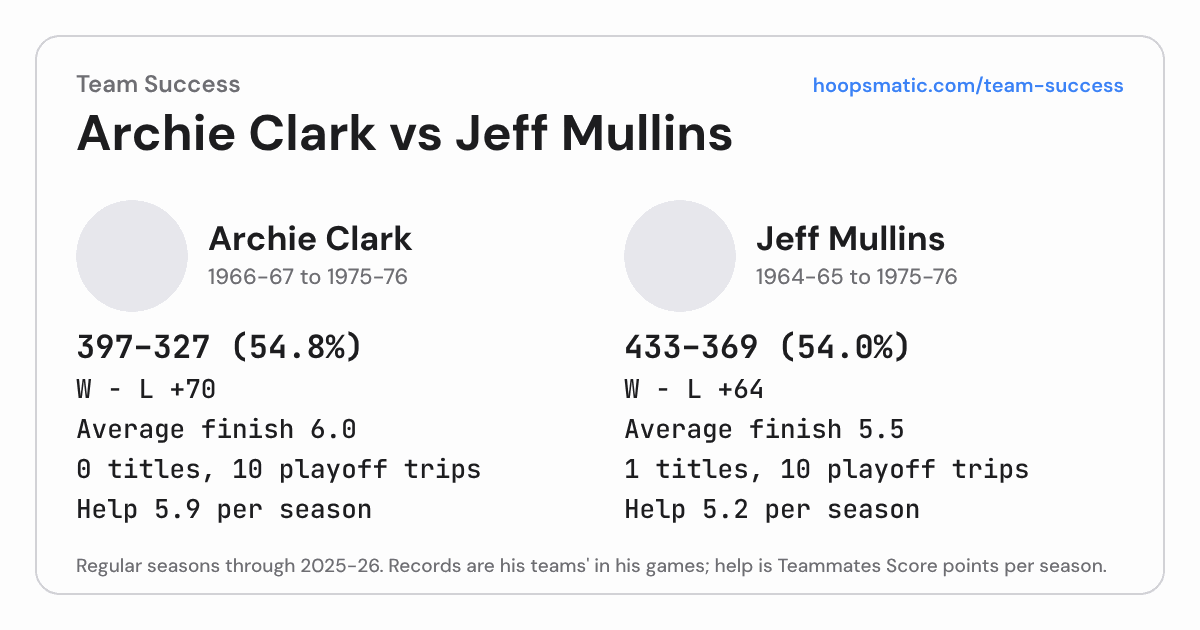 Team Success
hoopsmatic.com/team-success
Archie Clark vs Jeff Mullins
Archie Clark
1966-67 to 1975-76
397-327 (54.8%)
W - L +70
Average finish 6.0
0 titles, 10 playoff trips
Help 5.9 per season
Jeff Mullins
1964-65 to 1975-76
433-369 (54.0%)
W - L +64
Average finish 5.5
1 titles, 10 playoff trips
Help 5.2 per season
Regular seasons through 2025-26. Records are his teams' in his games; help is Teammates Score points per season.